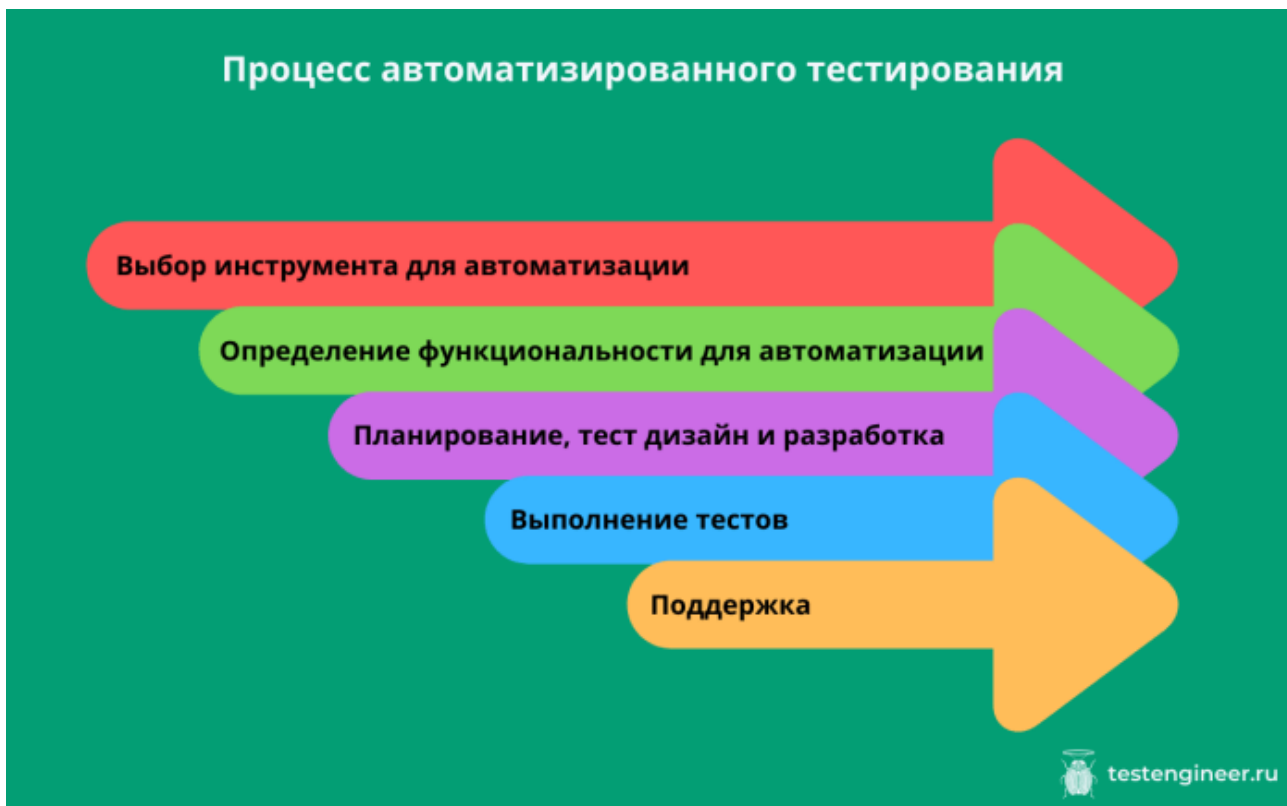 Процесс автоматизированного тестирования
Выбор инструмента для автоматизации
Определение функциональности для автоматизации
Планирование, тест дизайн и разработка
Выполнение тестов
Поддержка
testengineer.ru